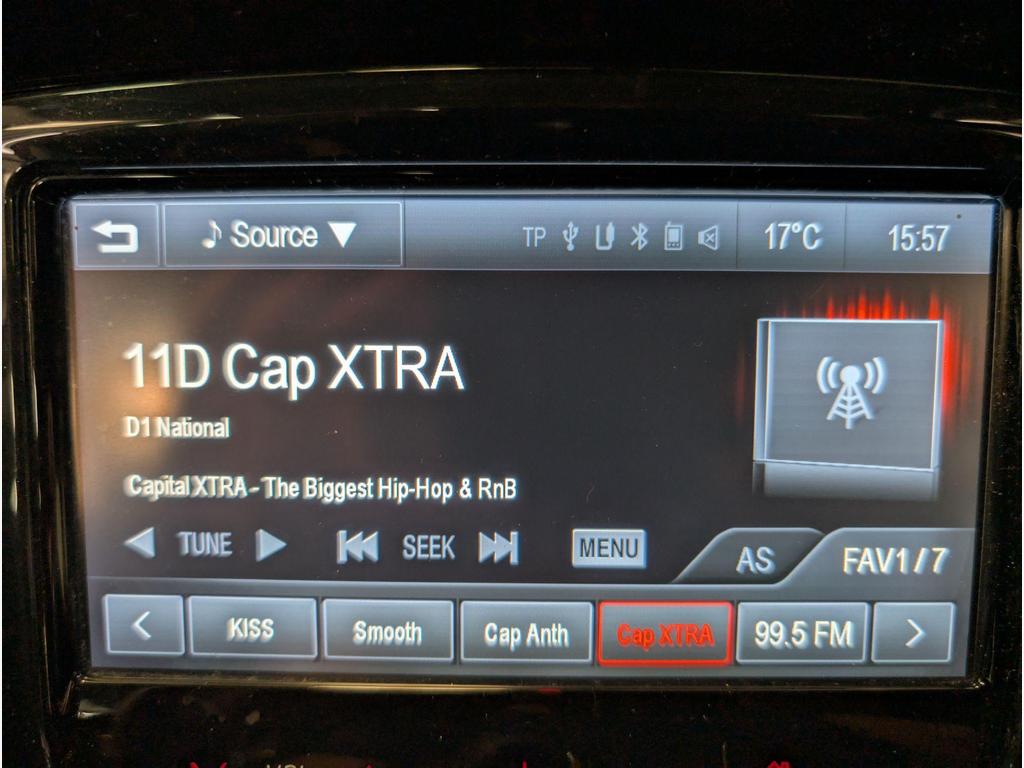 Source TP 17°C 15:57
11D Cap XTRA
D1 National
Capital XTRA - The Biggest Hip-Hop & RnB
TUNE SEEK MENU AS FAV1/7
KISS Smooth Cap Anth Cap XTRA 99.5 FM